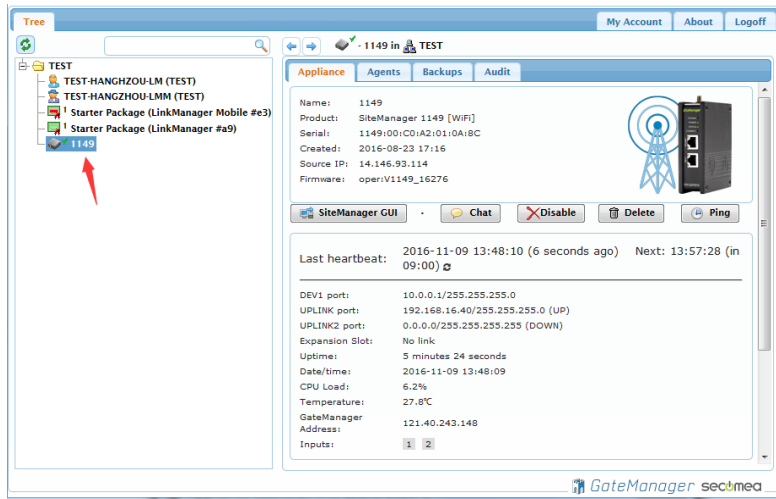 Tree
My Account About Logoff
- 1149 in TEST
TEST
TEST-HANGHZOU-LM (TEST)
TEST-HANGZHOU-LMM (TEST)
! Starter Package (LinkManager Mobile #e3)
! Starter Package (LinkManager #a9)
1149
Appliance Agents Backups Audit
Name: 1149
Product: SiteManager 1149 [WiFi]
Serial: 1149:00:C0:A2:01:0A:8C
Created: 2016-08-23 17:16
Source IP: 14.146.93.114
Firmware: oper:V1149_16276
SiteManager GUI · Chat Disable Delete Ping
Last heartbeat: 2016-11-09 13:48:10 (6 seconds ago) Next: 13:57:28 (in
09:00)
DEV1 port: 10.0.0.1/255.255.255.0
UPLINK port: 192.168.16.40/255.255.255.0 (UP)
UPLINK2 port: 0.0.0.0/255.255.255.255 (DOWN)
Expansion Slot: No link
Uptime: 5 minutes 24 seconds
Date/time: 2016-11-09 13:48:09
CPU Load: 6.2%
Temperature: 27.8℃
GateManager
Address: 121.40.243.148
Inputs: 1 2
GateManager secomea